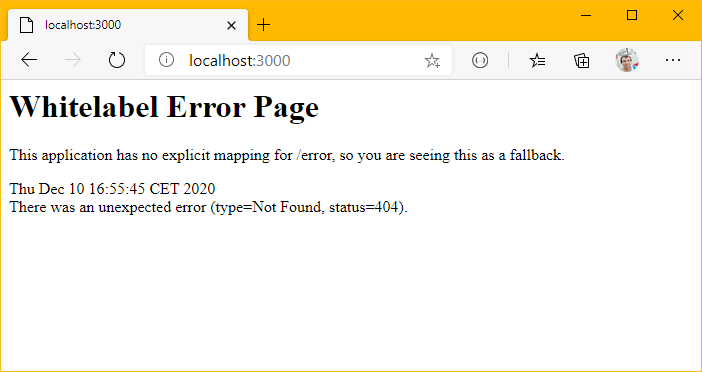 localhost:3000
localhost:3000
Whitelabel Error Page
This application has no explicit mapping for /error, so you are seeing this as a fallback.
Thu Dec 10 16:55:45 CET 2020
There was an unexpected error (type=Not Found, status=404).